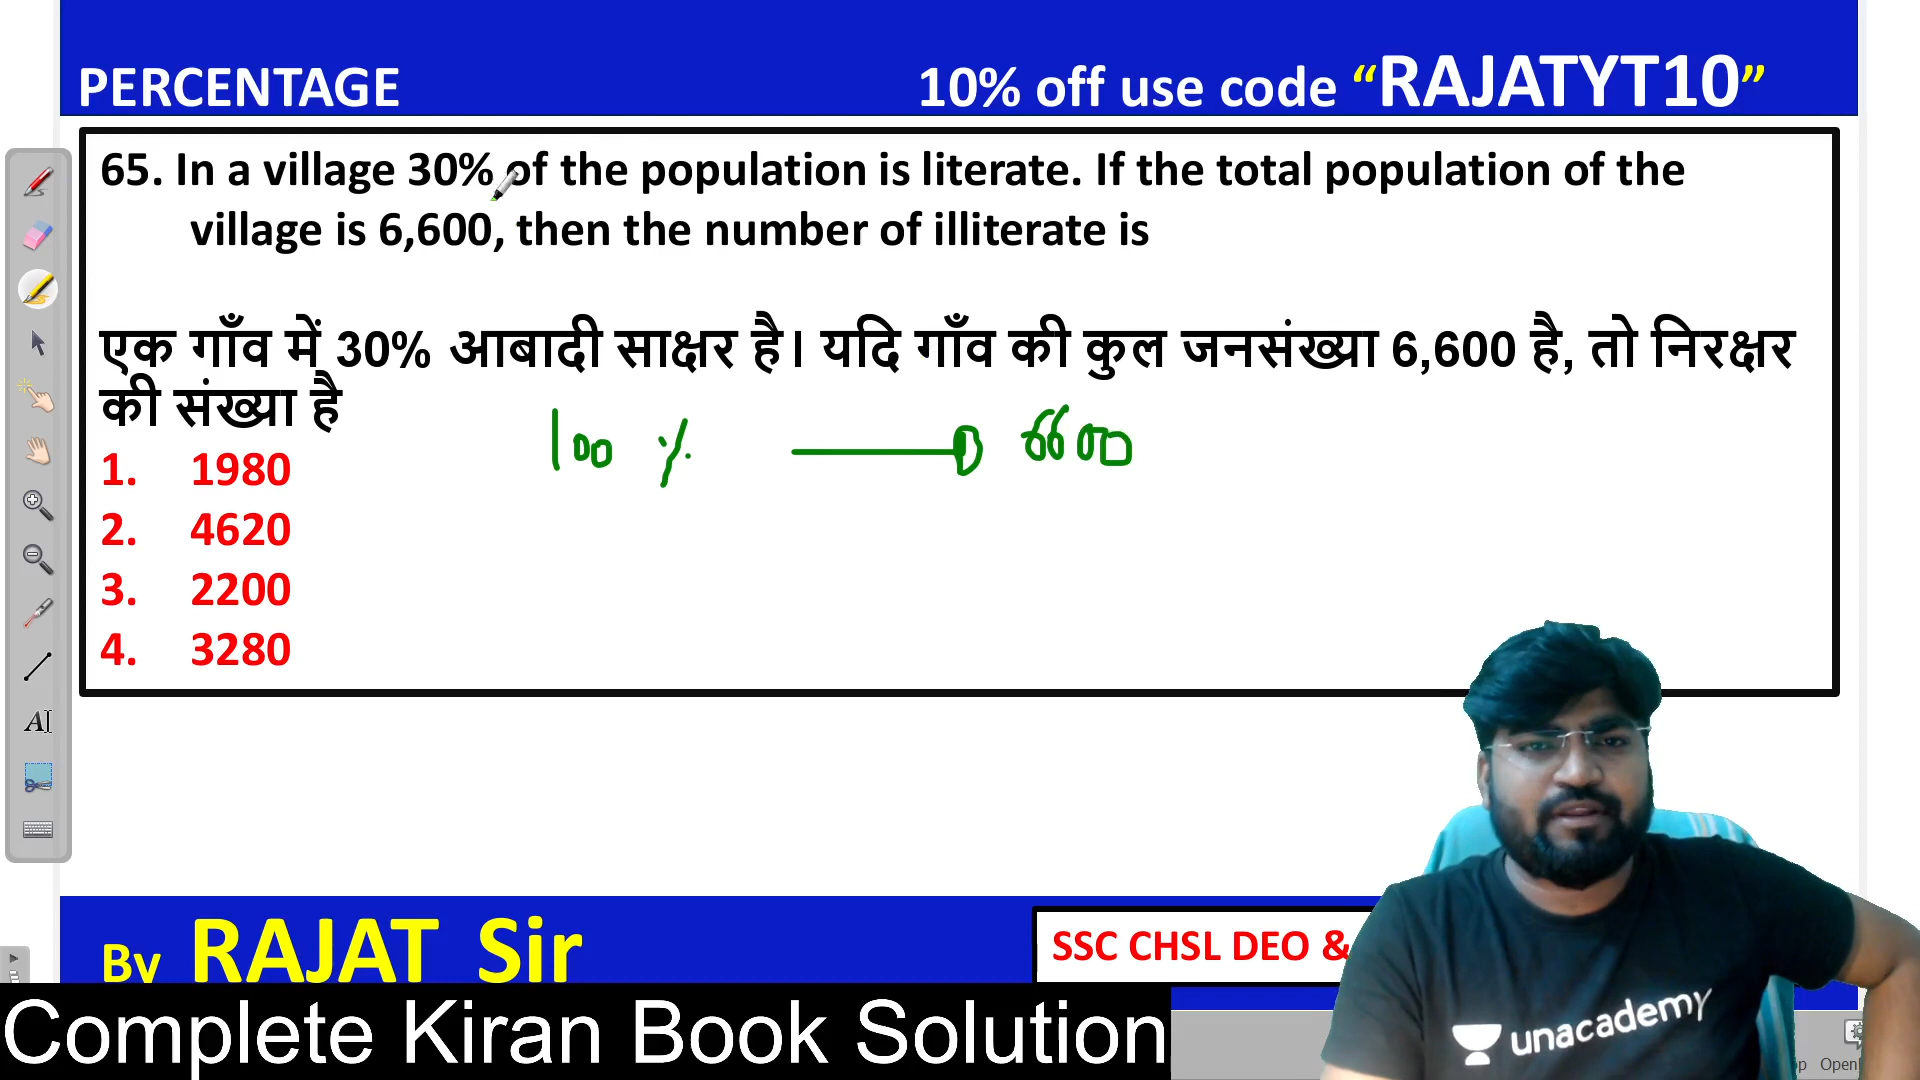 PERCENTAGE
10% off use code “RAJATYT10”
65. In a village 30% of the population is literate. If the total population of the
village is 6,600, then the number of illiterate is
एक गाँव में 30% आबादी साक्षर है। यदि गाँव की कुल जनसंख्या 6,600 है, तो निरक्षर
की संख्या है
100 % 6600
1. 1980
2. 4620
3. 2200
4. 3280
By RAJAT Sir
SSC CHSL DEO &
Complete Kiran Book Solution
unacademy